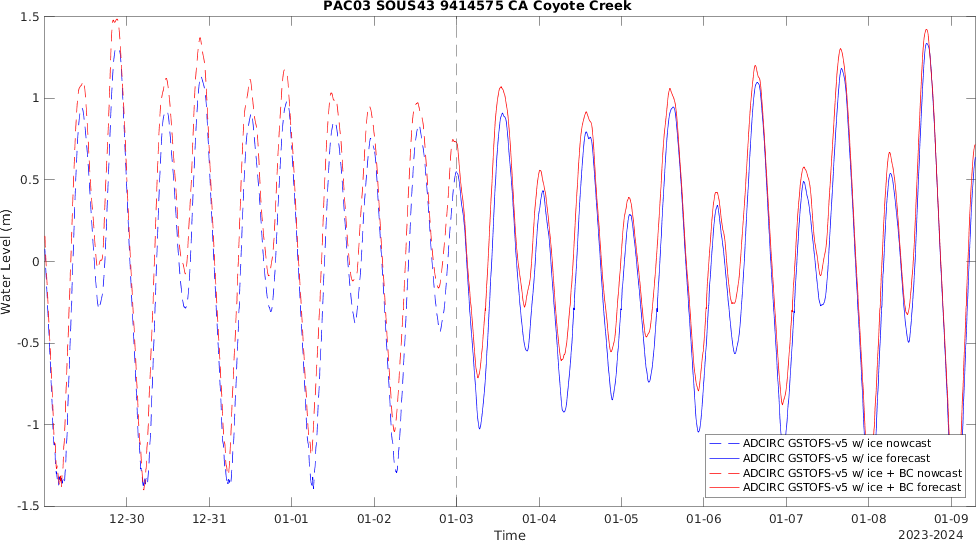 PAC03 SOUS43 9414575 CA Coyote Creek
Water Level (m)
1.5
1
0.5
0
-0.5
-1
-1.5
12-30
12-31
01-01
01-02
01-03
01-04
01-05
01-06
01-07
01-08
01-09
Time
2023-2024
ADCIRC GSTOFS-v5 w/ ice nowcast
ADCIRC GSTOFS-v5 w/ ice forecast
ADCIRC GSTOFS-v5 w/ ice + BC nowcast
ADCIRC GSTOFS-v5 w/ ice + BC forecast